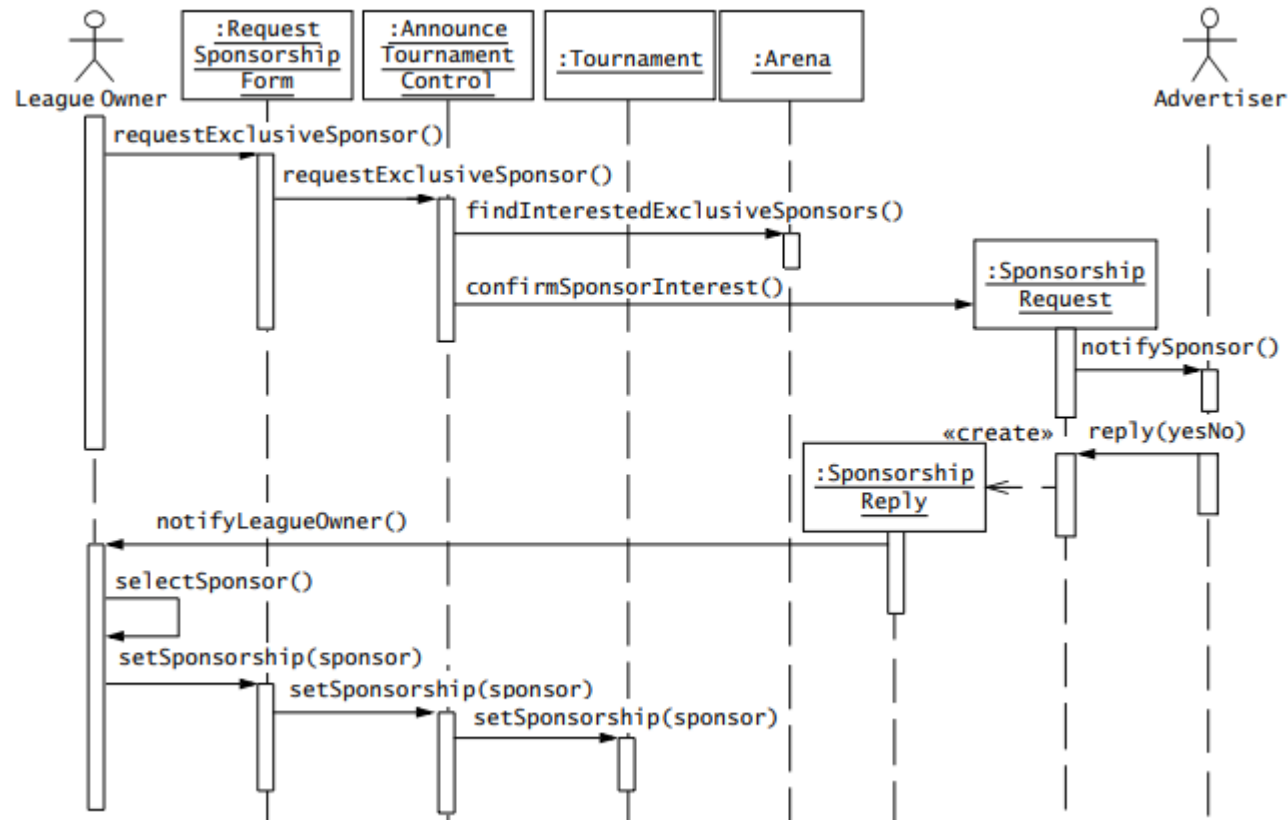 :Request
Sponsorship
Form
:Announce
Tournament
Control
:Tournament
:Arena
League Owner
Advertiser
requestExclusiveSponsor()
requestExclusiveSponsor()
findInterestedExclusiveSponsors()
confirmSponsorInterest()
:Sponsorship
Request
notifySponsor()
«create»
reply(yesNo)
:Sponsorship
Reply
notifyLeagueOwner()
selectSponsor()
setSponsorship(sponsor)
setSponsorship(sponsor)
setSponsorship(sponsor)